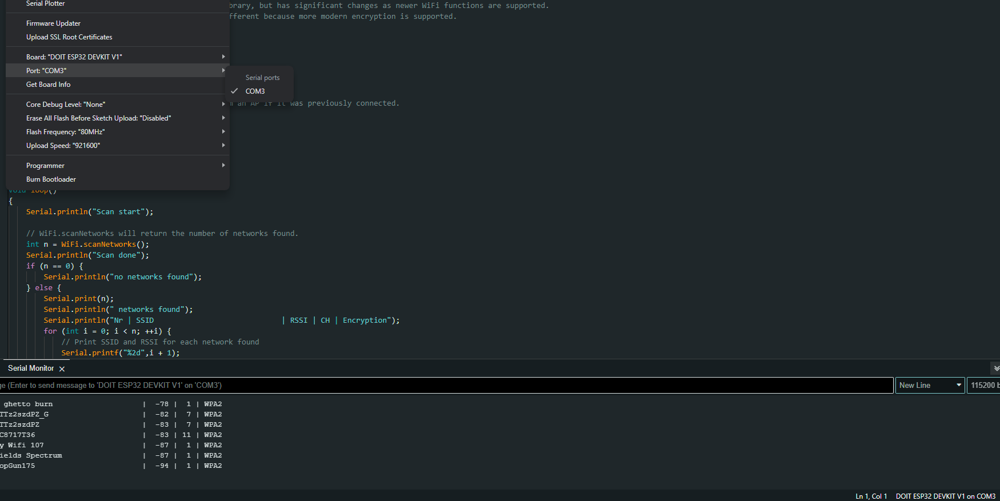 Serial Plotter
brary, but has significant changes as newer WiFi functions are supported.
fferent because more modern encryption is supported.
Firmware Updater
Upload SSL Root Certificates
Board: "DOIT ESP32 DEVKIT V1"
Port: "COM3"
Get Board Info
Serial ports
COM3
Core Debug Level: "None"
Erase All Flash Before Sketch Upload: "Disabled"
Flash Frequency: "80MHz"
Upload Speed: "921600"
Programmer
Burn Bootloader
m an AP if it was previously connected.
void loop()
{
Serial.println("Scan start");
// WiFi.scanNetworks will return the number of networks found.
int n = WiFi.scanNetworks();
Serial.println("Scan done");
if (n == 0) {
Serial.println("no networks found");
} else {
Serial.print(n);
Serial.println(" networks found");
Serial.println("Nr | SSID                             | RSSI | CH | Encryption");
for (int i = 0; i < n; ++i) {
// Print SSID and RSSI for each network found
Serial.printf("%2d",i + 1);
Serial Monitor
ge (Enter to send message to 'DOIT ESP32 DEVKIT V1' on 'COM3')
New Line
115200 b
ghetto burn | -78 | 1 | WPA2
TTz2szdPZ_G | -82 | 7 | WPA2
TTz2szdPZ | -83 | 7 | WPA2
C8717T36 | -83 | 11 | WPA2
y Wifi 107 | -87 | 1 | WPA2
ields Spectrum | -87 | 1 | WPA2
opGun175 | -94 | 1 | WPA2
Ln 1, Col 1
DOIT ESP32 DEVKIT V1 on COM3